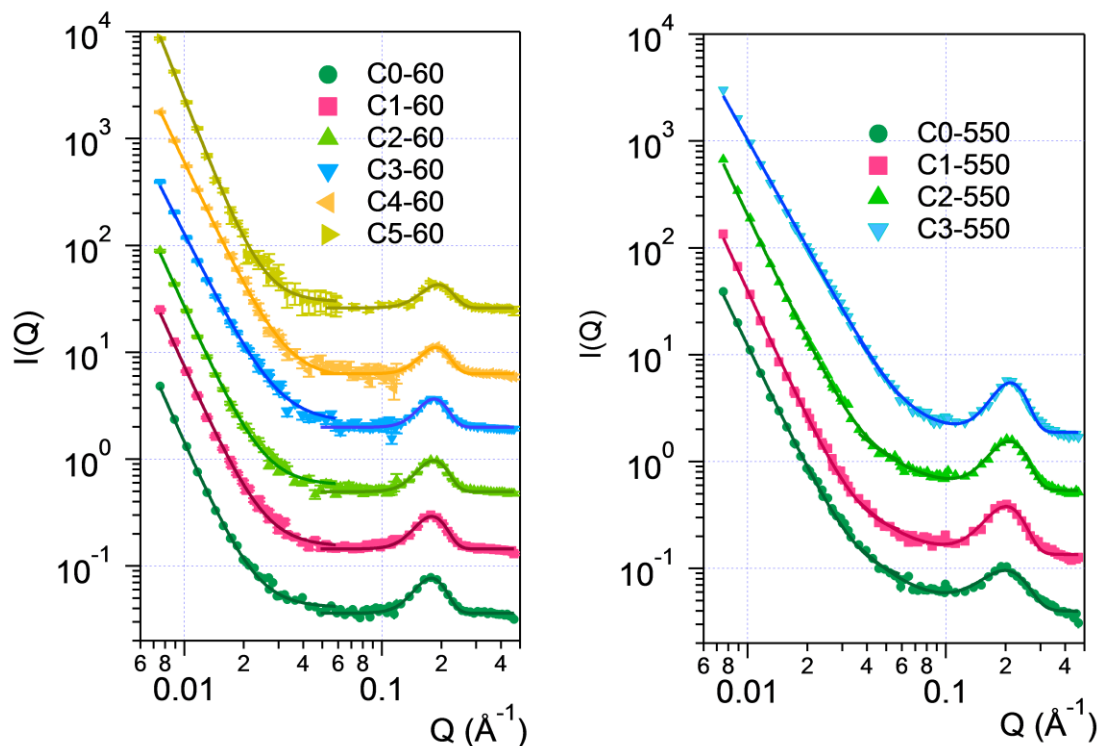 10^4
10^3
10^2
10^1
10^0
10^-1
I(Q)
C0-60
C1-60
C2-60
C3-60
C4-60
C5-60
6 8 2 4 6 8 2 4
0.01 0.1
Q (Å^-1)
10^4
10^3
10^2
10^1
10^0
10^-1
I(Q)
C0-550
C1-550
C2-550
C3-550
6 8 2 4 6 8 2 4
0.01 0.1
Q (Å^-1)